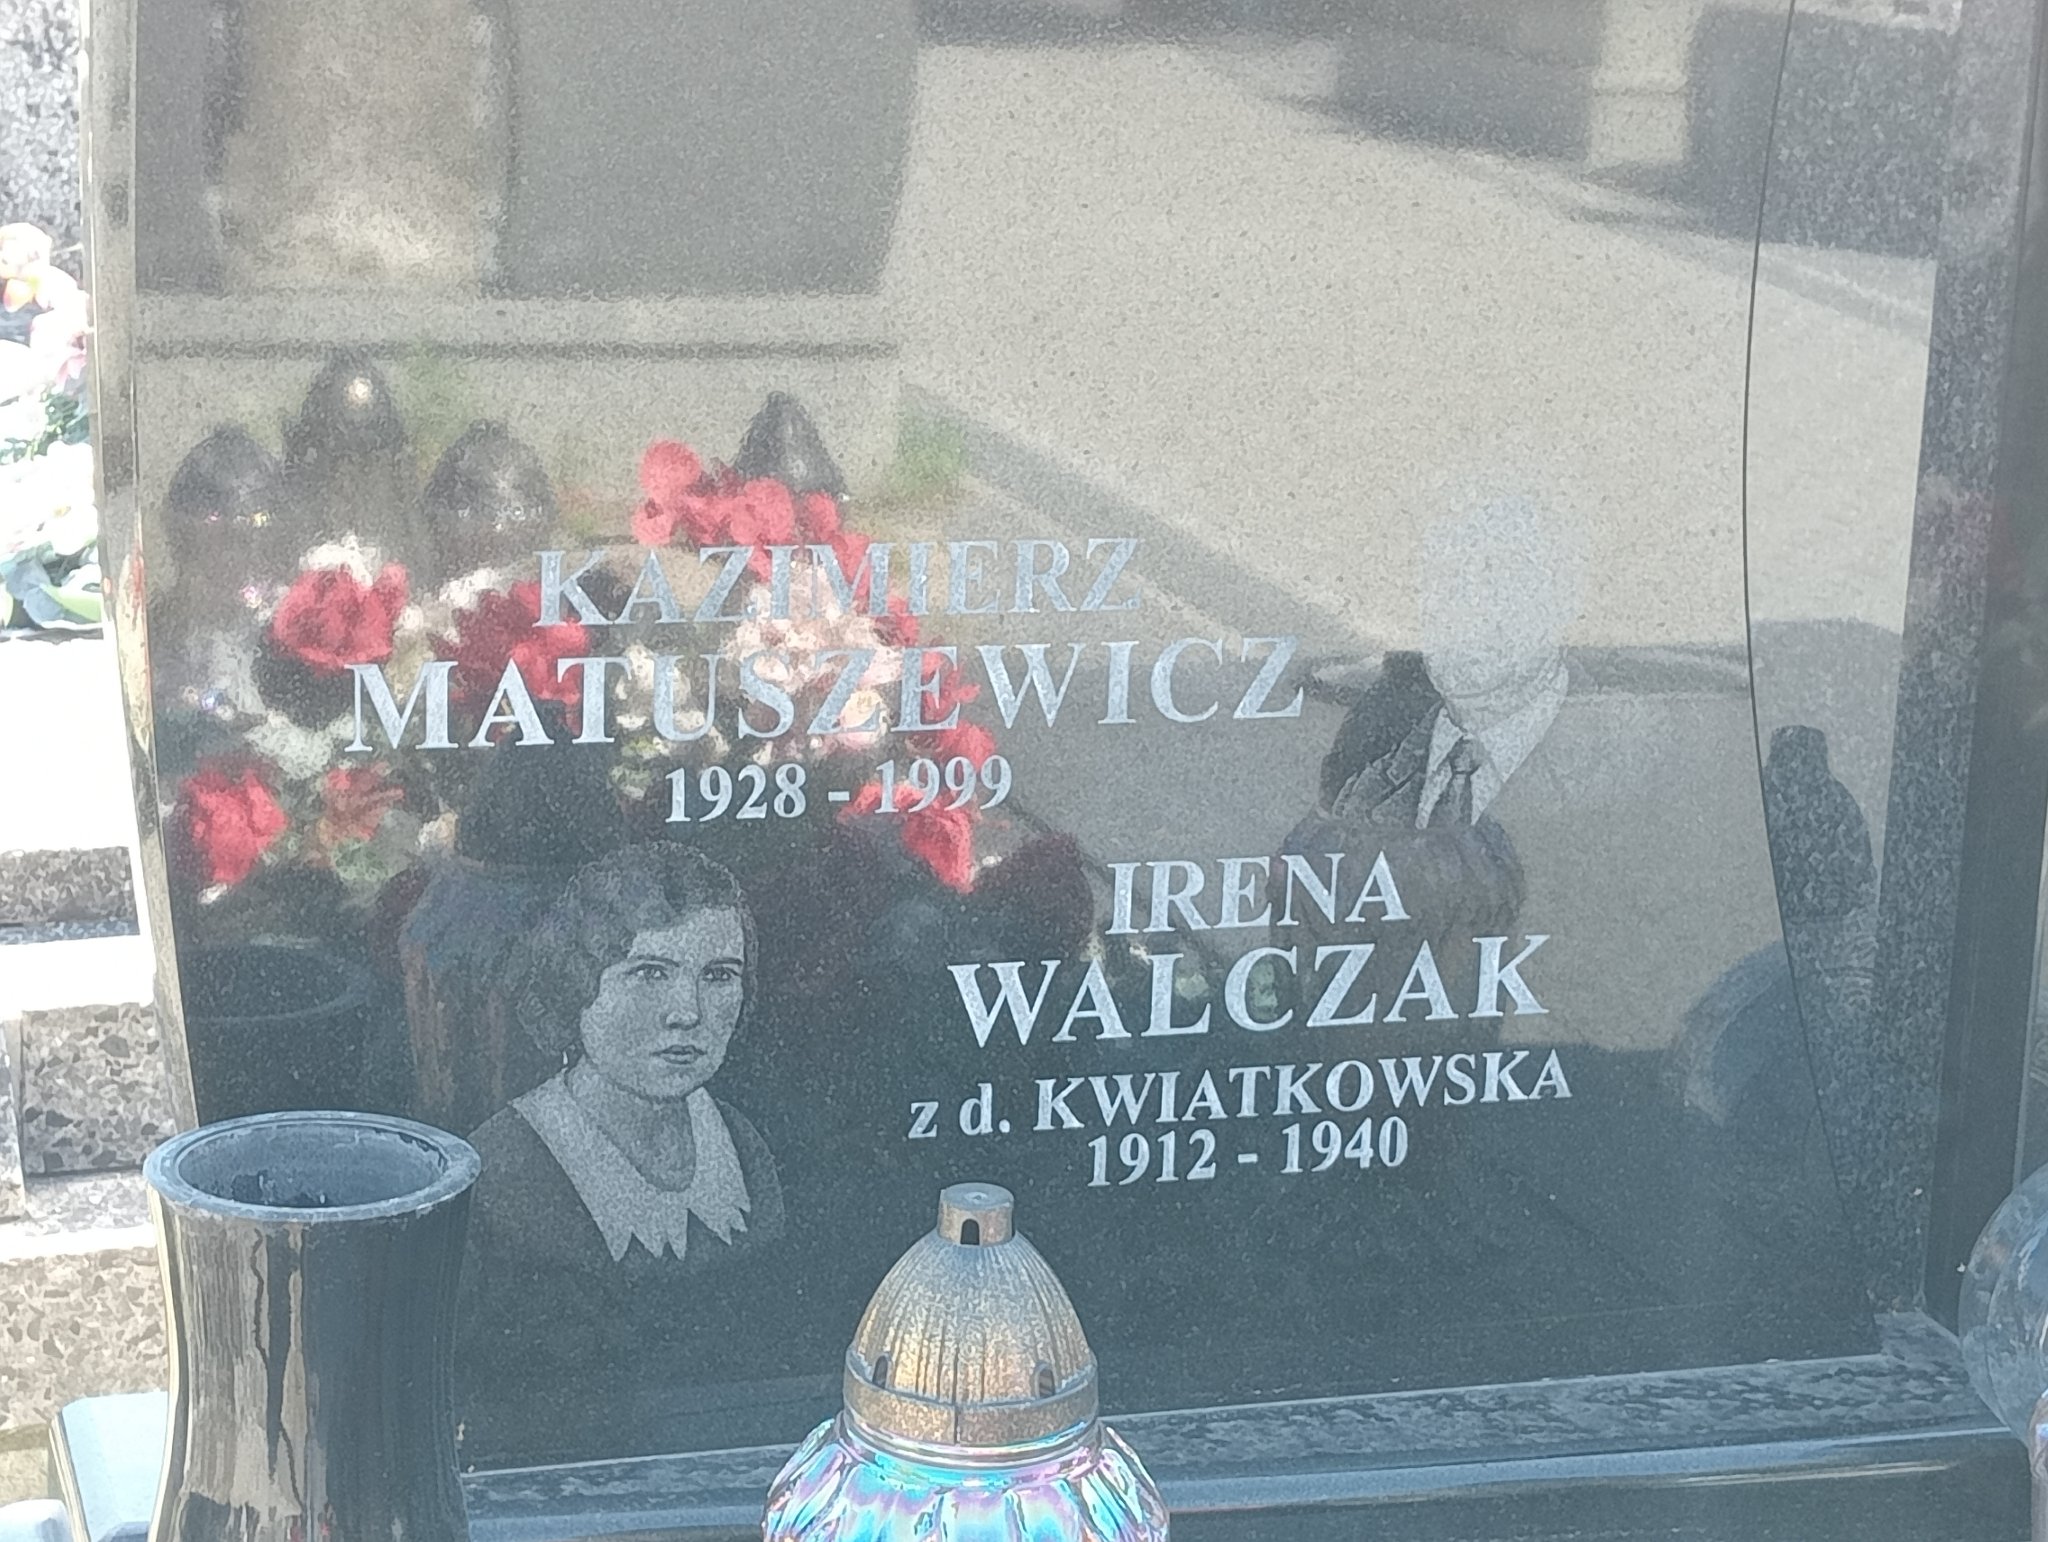 KAZIMIERZ
MATUSZEWICZ
1928 - 1999
IRENA
WALCZAK
z d. KWIATKOWSKA
1912 - 1940